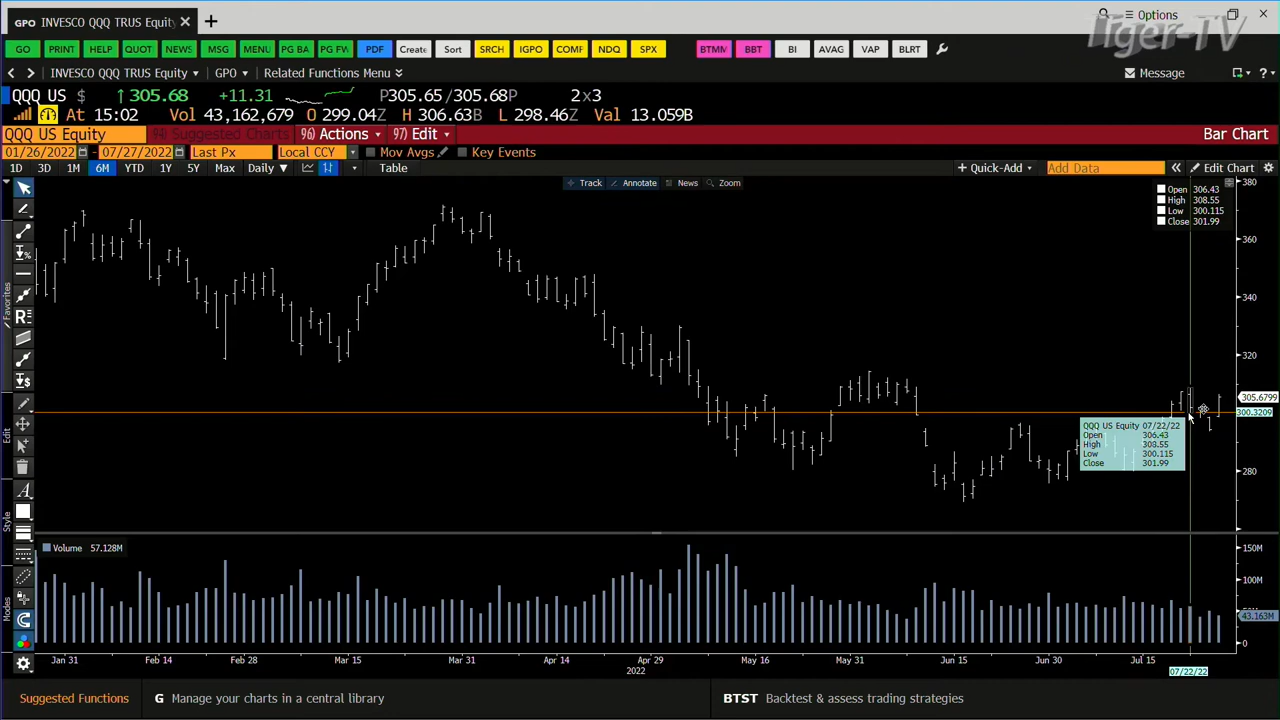 GPO INVESCO QQQ TRUS Equity × +
Options
Tiger-TV
GO PRINT HELP QUOT NEWS MSG MENU PG BA PG FW PDF Create Sort SRCH IGPO COMF NDQ SPX BTMM BBT BI AVAG VAP BLRT
INVESCO QQQ TRUS Equity GPO Related Functions Menu Message ?
QQQ US $ ↑ 305.68 +11.31 P305.65/305.68P 2x3
At 15:02 Vol 43,162,679 O 299.04Z H 306.63B L 298.46Z Val 13.059B
QQQ US Equity 94) Suggested Charts 96) Actions 97) Edit Bar Chart
01/26/2022 - 07/27/2022 Last Px Local CCY Mov Avgs Key Events
1D 3D 1M 6M YTD 1Y 5Y Max Daily Table + Quick-Add Add Data « Edit Chart
Track Annotate News Zoom
Open 306.43
High 308.55
Low 300.115
Close 301.99
380
360
340
320
305.6799
300.3209
280
QQQ US Equity 07/22/22
Open 306.43
High 308.55
Low 300.115
Close 301.99
Favorites
Edit
Style
Modes
Volume 57.128M
150M
100M
43.163M
0
Jan 31 Feb 14 Feb 28 Mar 15 Mar 31 Apr 14 Apr 29 May 16 May 31 Jun 15 Jun 30 Jul 15
2022
07/22/22
Suggested Functions G Manage your charts in a central library BTST Backtest & assess trading strategies